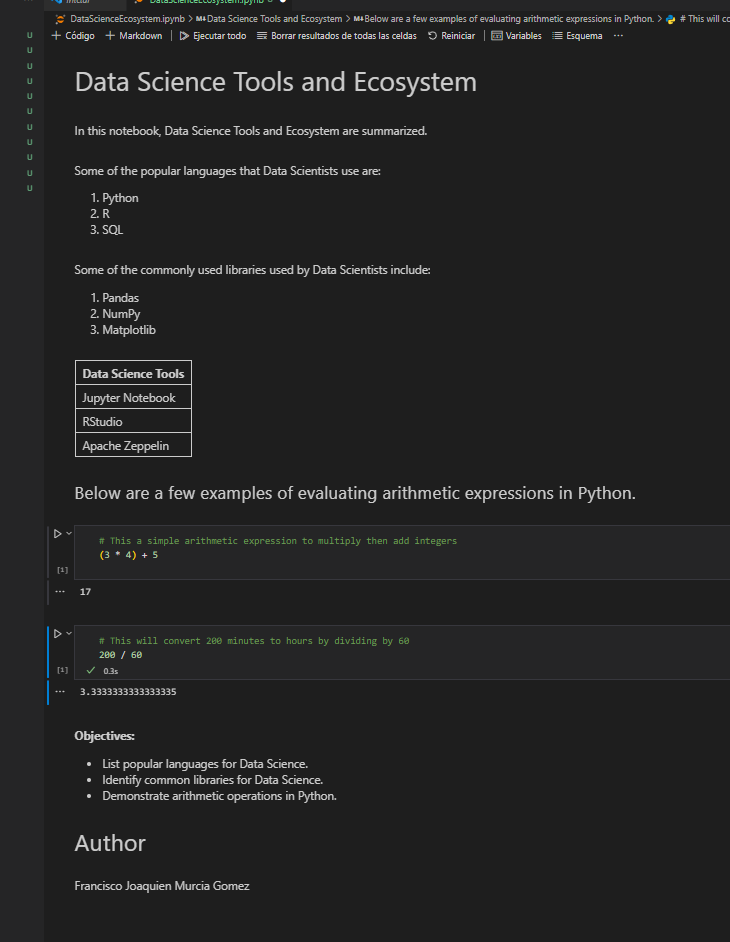 DataScienceEcosystem.ipynb
DataScienceEcosystem.ipynb > M↓Data Science Tools and Ecosystem > M↓Below are a few examples of evaluating arithmetic expressions in Python. > # This will co
+ Código + Markdown | Ejecutar todo Borrar resultados de todas las celdas Reiniciar | Variables Esquema ...
U
U
U
U
U
U
U
U
U
U
U
Data Science Tools and Ecosystem
In this notebook, Data Science Tools and Ecosystem are summarized.
Some of the popular languages that Data Scientists use are:
1. Python
2. R
3. SQL
Some of the commonly used libraries used by Data Scientists include:
1. Pandas
2. NumPy
3. Matplotlib
Data Science Tools
Jupyter Notebook
RStudio
Apache Zeppelin
Below are a few examples of evaluating arithmetic expressions in Python.
# This a simple arithmetic expression to multiply then add integers
(3 * 4) + 5
[1]
... 17
# This will convert 200 minutes to hours by dividing by 60
200 / 60
[1] ✓ 0.3s
... 3.3333333333333335
Objectives:
• List popular languages for Data Science.
• Identify common libraries for Data Science.
• Demonstrate arithmetic operations in Python.
Author
Francisco Joaquien Murcia Gomez